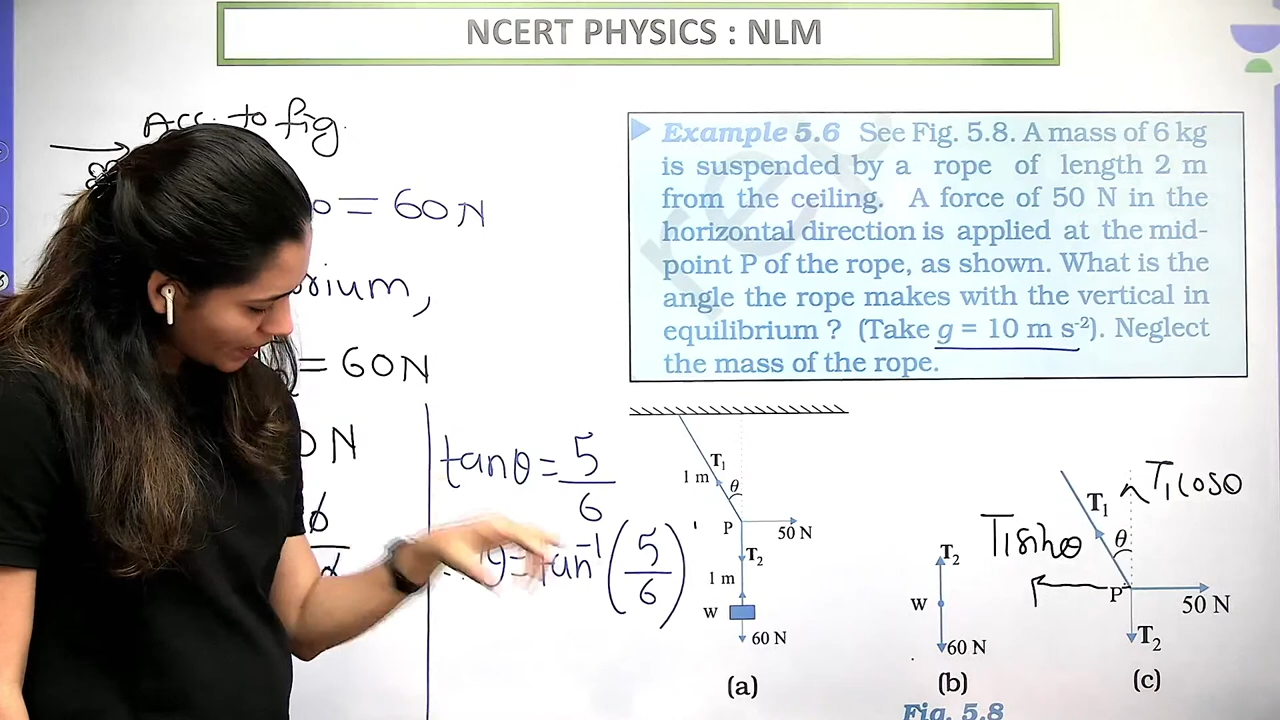 NCERT PHYSICS : NLM
Acc. to fig.
= 60 N
rium,
= 60N
N
tanθ = 5/6
tan⁻¹(5/6)
Example 5.6 See Fig. 5.8. A mass of 6 kg
is suspended by a rope of length 2 m
from the ceiling. A force of 50 N in the
horizontal direction is applied at the mid-
point P of the rope, as shown. What is the
angle the rope makes with the vertical in
equilibrium ? (Take g = 10 m s⁻²). Neglect
the mass of the rope.
T₁
1 m
θ
P
50 N
T₂
1 m
W
60 N
(a)
T₂
W
60 N
(b)
T₁cosθ
T₁
T₁sinθ
θ
P
50 N
T₂
(c)
Fig. 5.8